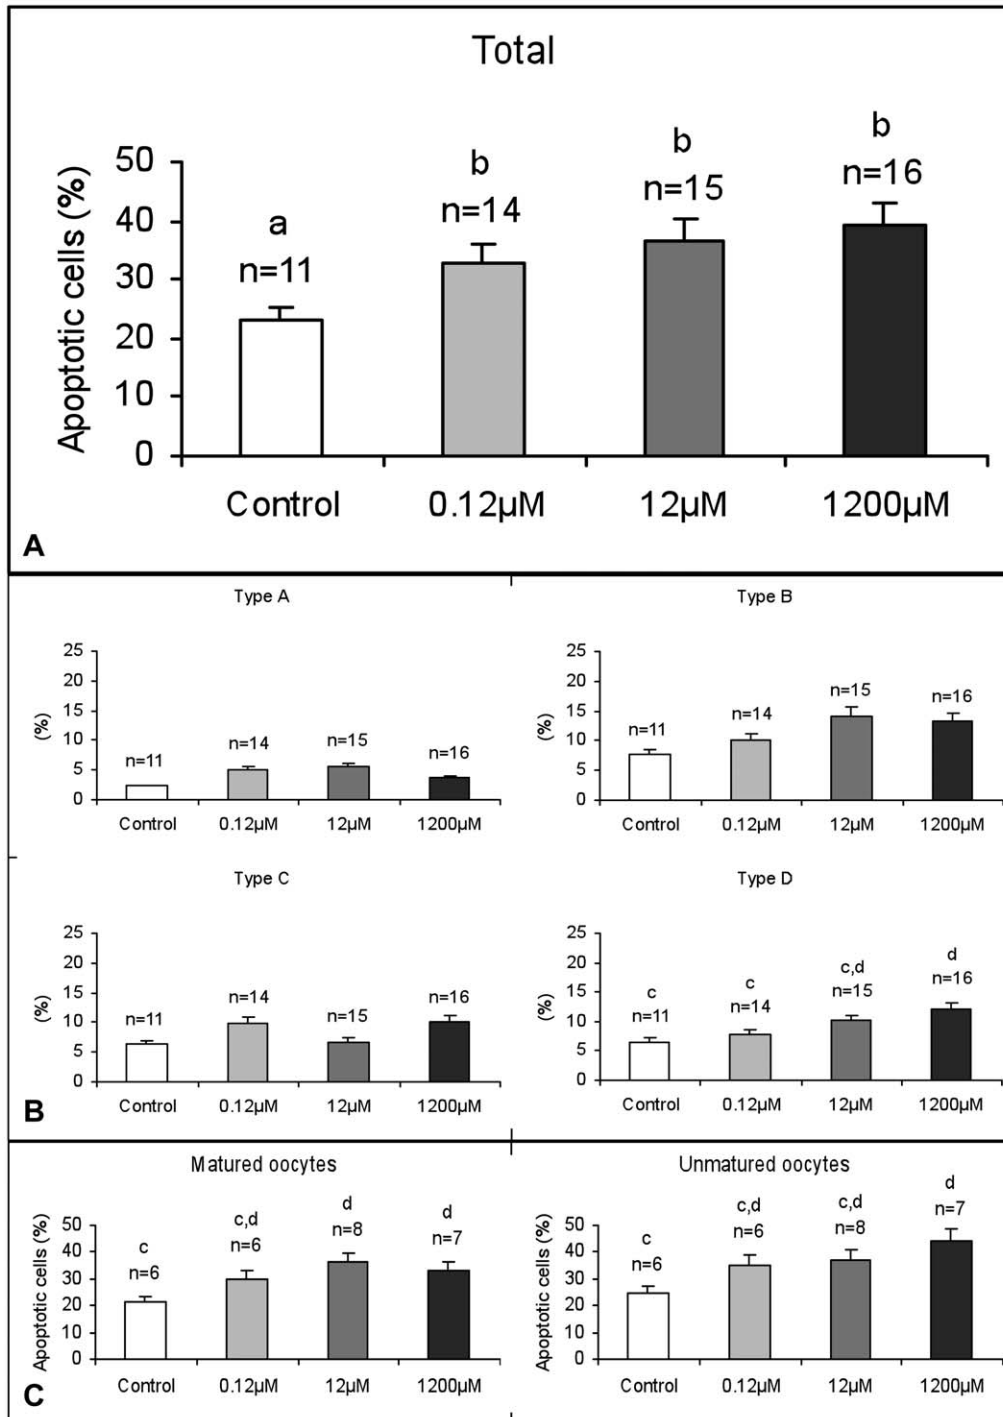 Total
Apoptotic cells (%)
50
40
30
20
10
0
a
n=11
b
n=14
b
n=15
b
n=16
Control 0.12µM 12µM 1200µM
A
Type A
(%)
25
20
15
10
5
0
n=11 n=14 n=15 n=16
Control 0.12µM 12µM 1200µM
Type B
(%)
25
20
15
10
5
0
n=11 n=14 n=15 n=16
Control 0.12µM 12µM 1200µM
Type C
(%)
25
20
15
10
5
0
n=11 n=14 n=15 n=16
Control 0.12µM 12µM 1200µM
Type D
(%)
25
20
15
10
5
0
c
n=11
c
n=14
c,d
n=15
d
n=16
Control 0.12µM 12µM 1200µM
B
Matured oocytes
Apoptotic cells (%)
50
40
30
20
10
0
c
n=6
c,d
n=6
d
n=8
d
n=7
Control 0.12µM 12µM 1200µM
Unmatured oocytes
Apoptotic cells (%)
50
40
30
20
10
0
c
n=6
c,d
n=6
c,d
n=8
d
n=7
Control 0.12µM 12µM 1200µM
C